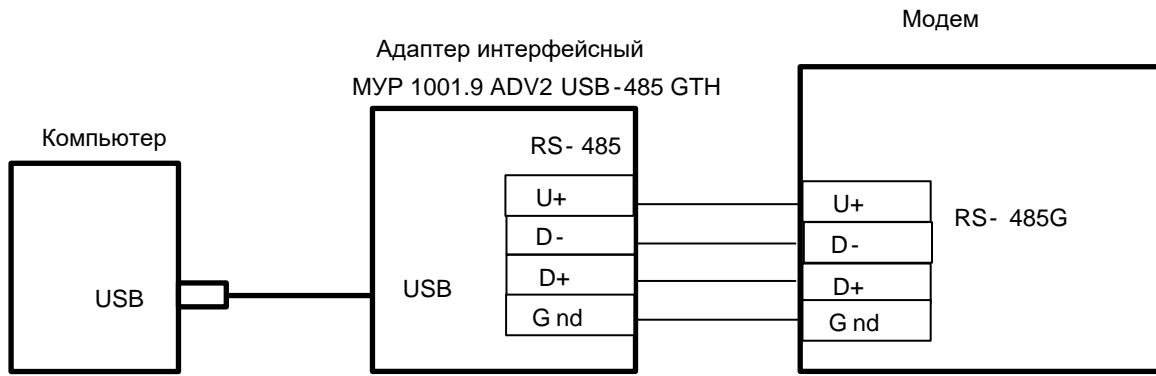 Модем
Адаптер интерфейсный
МУР 1001.9 ADV2 USB-485 GTH
Компьютер
RS- 485
U+
D-
D+
G nd
USB
USB
U+
D-
D+
G nd
RS- 485G